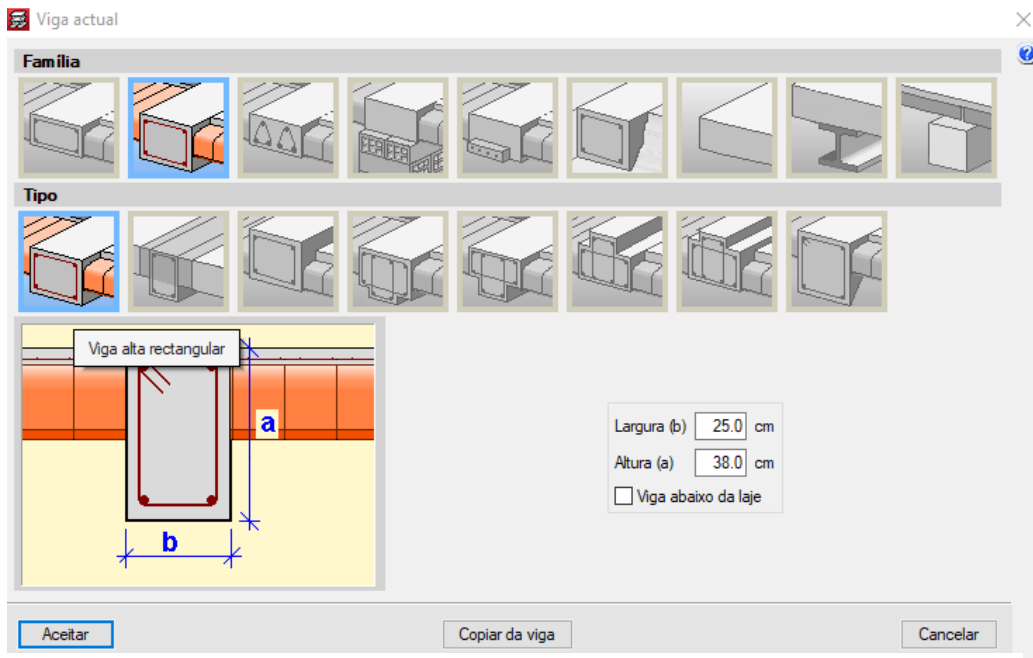 Viga actual
Família
Tipo
Viga alta rectangular
a
b
Largura (b) 25.0 cm
Altura (a) 38.0 cm
Viga abaixo da laje
Aceitar Copiar da viga Cancelar